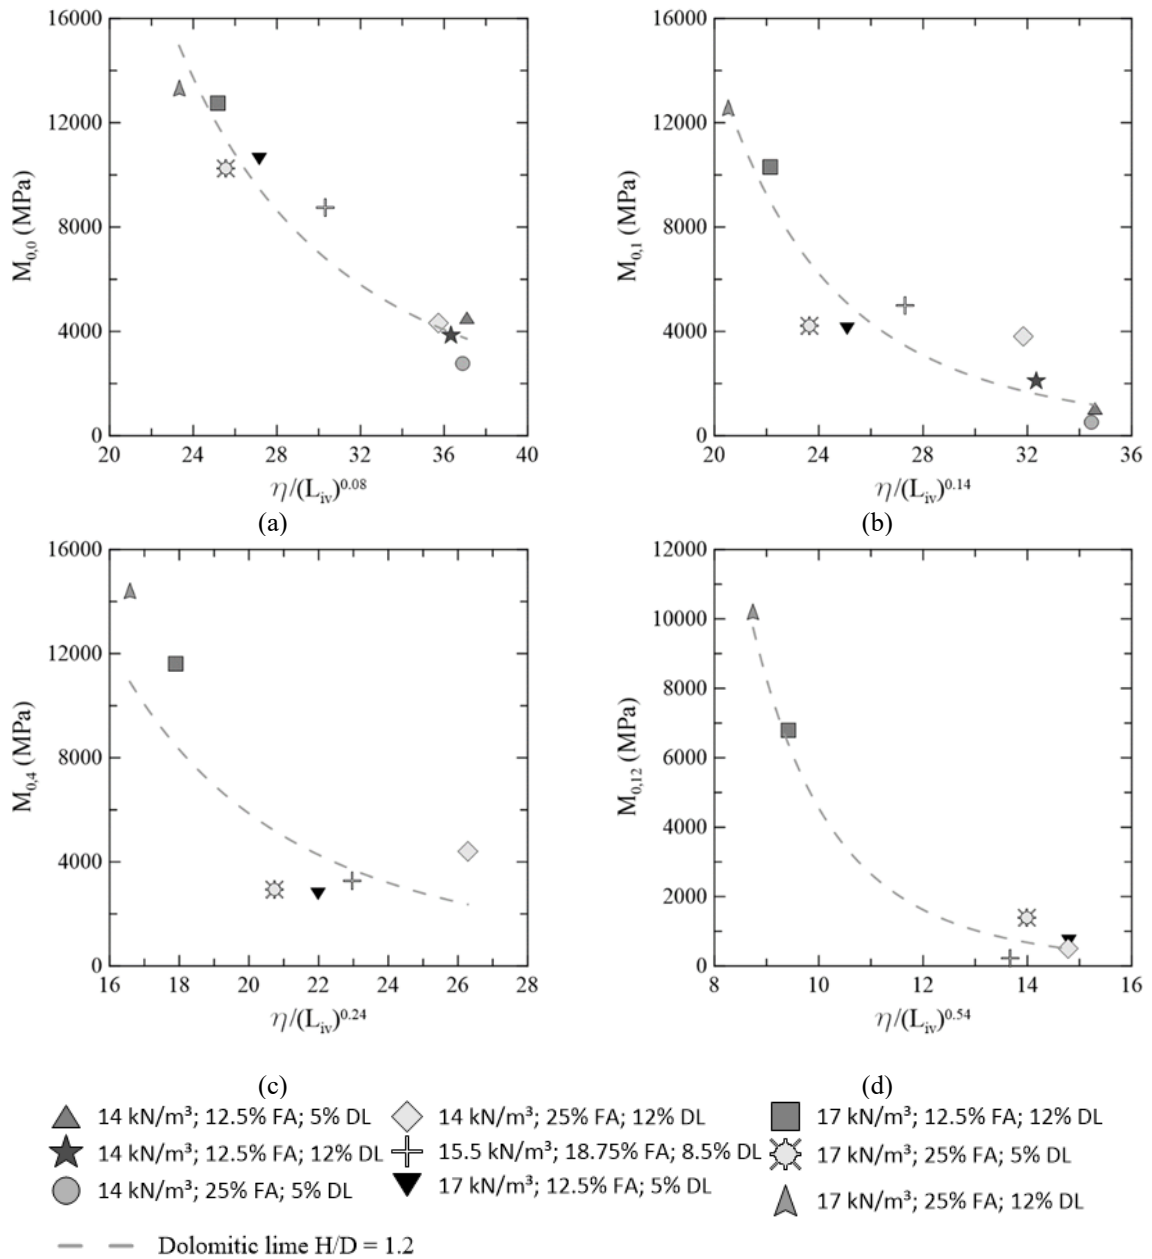 16000
12000
8000
4000
0
M0,0 (MPa)
20 24 28 32 36 40
η/(Liv)^0.08
(a)
16000
12000
8000
4000
0
M0,1 (MPa)
20 24 28 32 36
η/(Liv)^0.14
(b)
16000
12000
8000
4000
0
M0,4 (MPa)
16 18 20 22 24 26 28
η/(Liv)^0.24
(c)
12000
10000
8000
6000
4000
2000
0
M0,12 (MPa)
8 10 12 14 16
η/(Liv)^0.54
(d)
14 kN/m³; 12.5% FA; 5% DL
14 kN/m³; 12.5% FA; 12% DL
14 kN/m³; 25% FA; 5% DL
14 kN/m³; 25% FA; 12% DL
15.5 kN/m³; 18.75% FA; 8.5% DL
17 kN/m³; 12.5% FA; 5% DL
17 kN/m³; 12.5% FA; 12% DL
17 kN/m³; 25% FA; 5% DL
17 kN/m³; 25% FA; 12% DL
Dolomitic lime H/D = 1.2